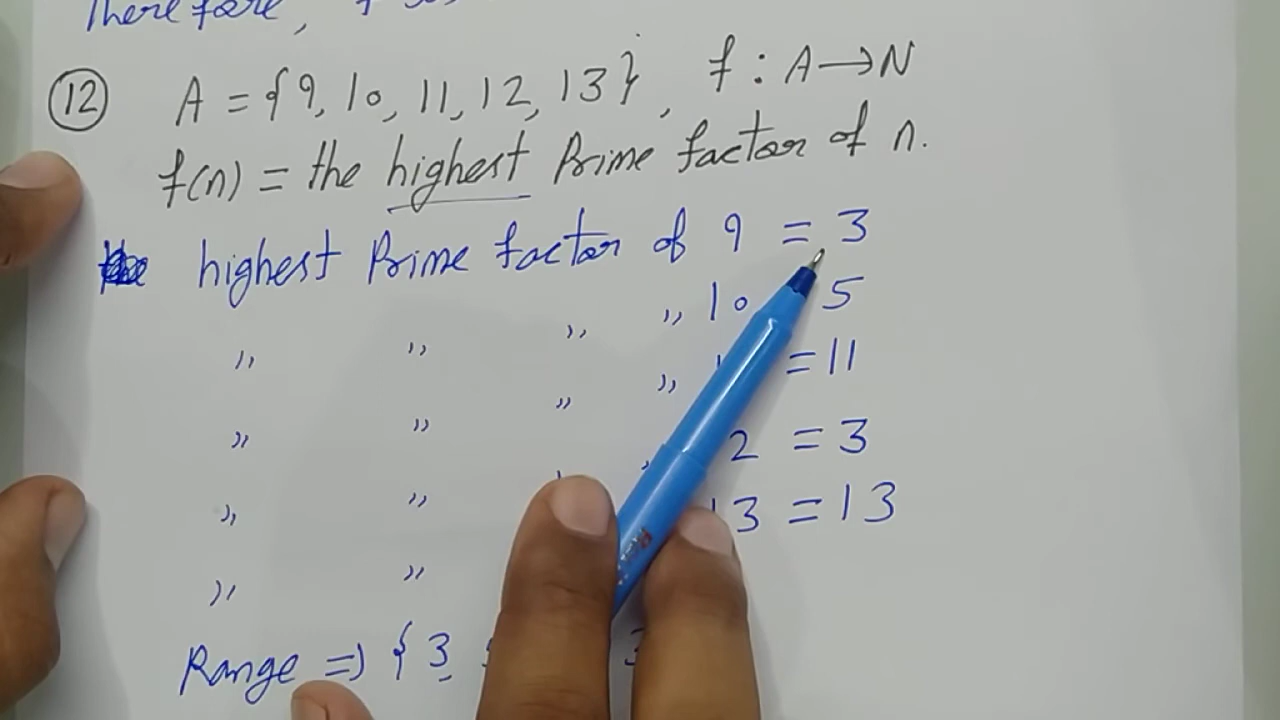 Therefore,
(12) A = {9, 10, 11, 12, 13}, f : A→N
f(n) = the highest Prime factor of n.
highest Prime factor of 9 = 3
,, ,, ,, ,, 10 5
,, ,, ,, ,, = 11
,, ,, 2 = 3
,, ,, 13 = 13
Range => {3,